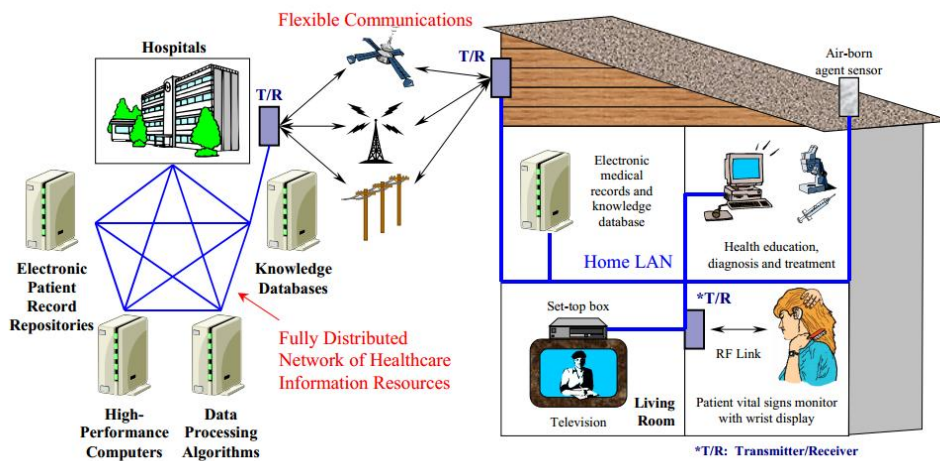 Flexible Communications
Hospitals
T/R
T/R
Air-born
agent sensor
Electronic
Patient
Record
Repositories
Knowledge
Databases
Electronic
medical
records and
knowledge
database
Health education,
diagnosis and treatment
Home LAN
Fully Distributed
Network of Healthcare
Information Resources
High-
Performance
Computers
Data
Processing
Algorithms
Set-top box
*T/R
RF Link
Television
Living
Room
Patient vital signs monitor
with wrist display
*T/R: Transmitter/Receiver